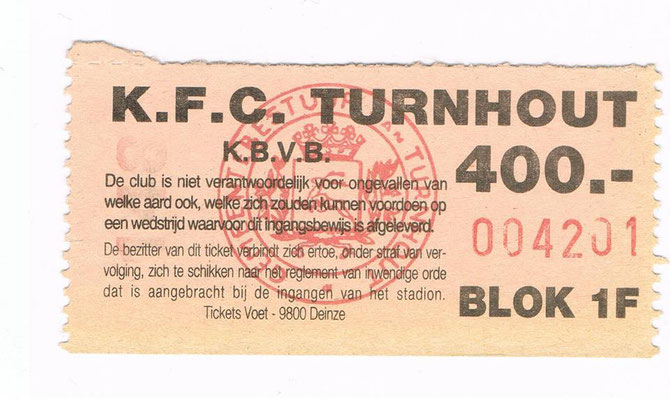 K.F.C. TURNHOUT
K.B.V.B.
400.-
De club is niet verantwoordelijk voor ongevallen van
welke aard ook, welke zich zouden kunnen voordoen op
een wedstrijd waarvoor dit ingangsbewijs is afgeleverd.
004201
De bezitter van dit ticket verbindt zich ertoe, onder straf van ver-
volging, zich te schikken naar het reglement van inwendige orde
dat is aangebracht bij de ingangen van het stadion.
Tickets Voet - 9800 Deinze
BLOK 1F
BESTUUR VAN TURNHOUT